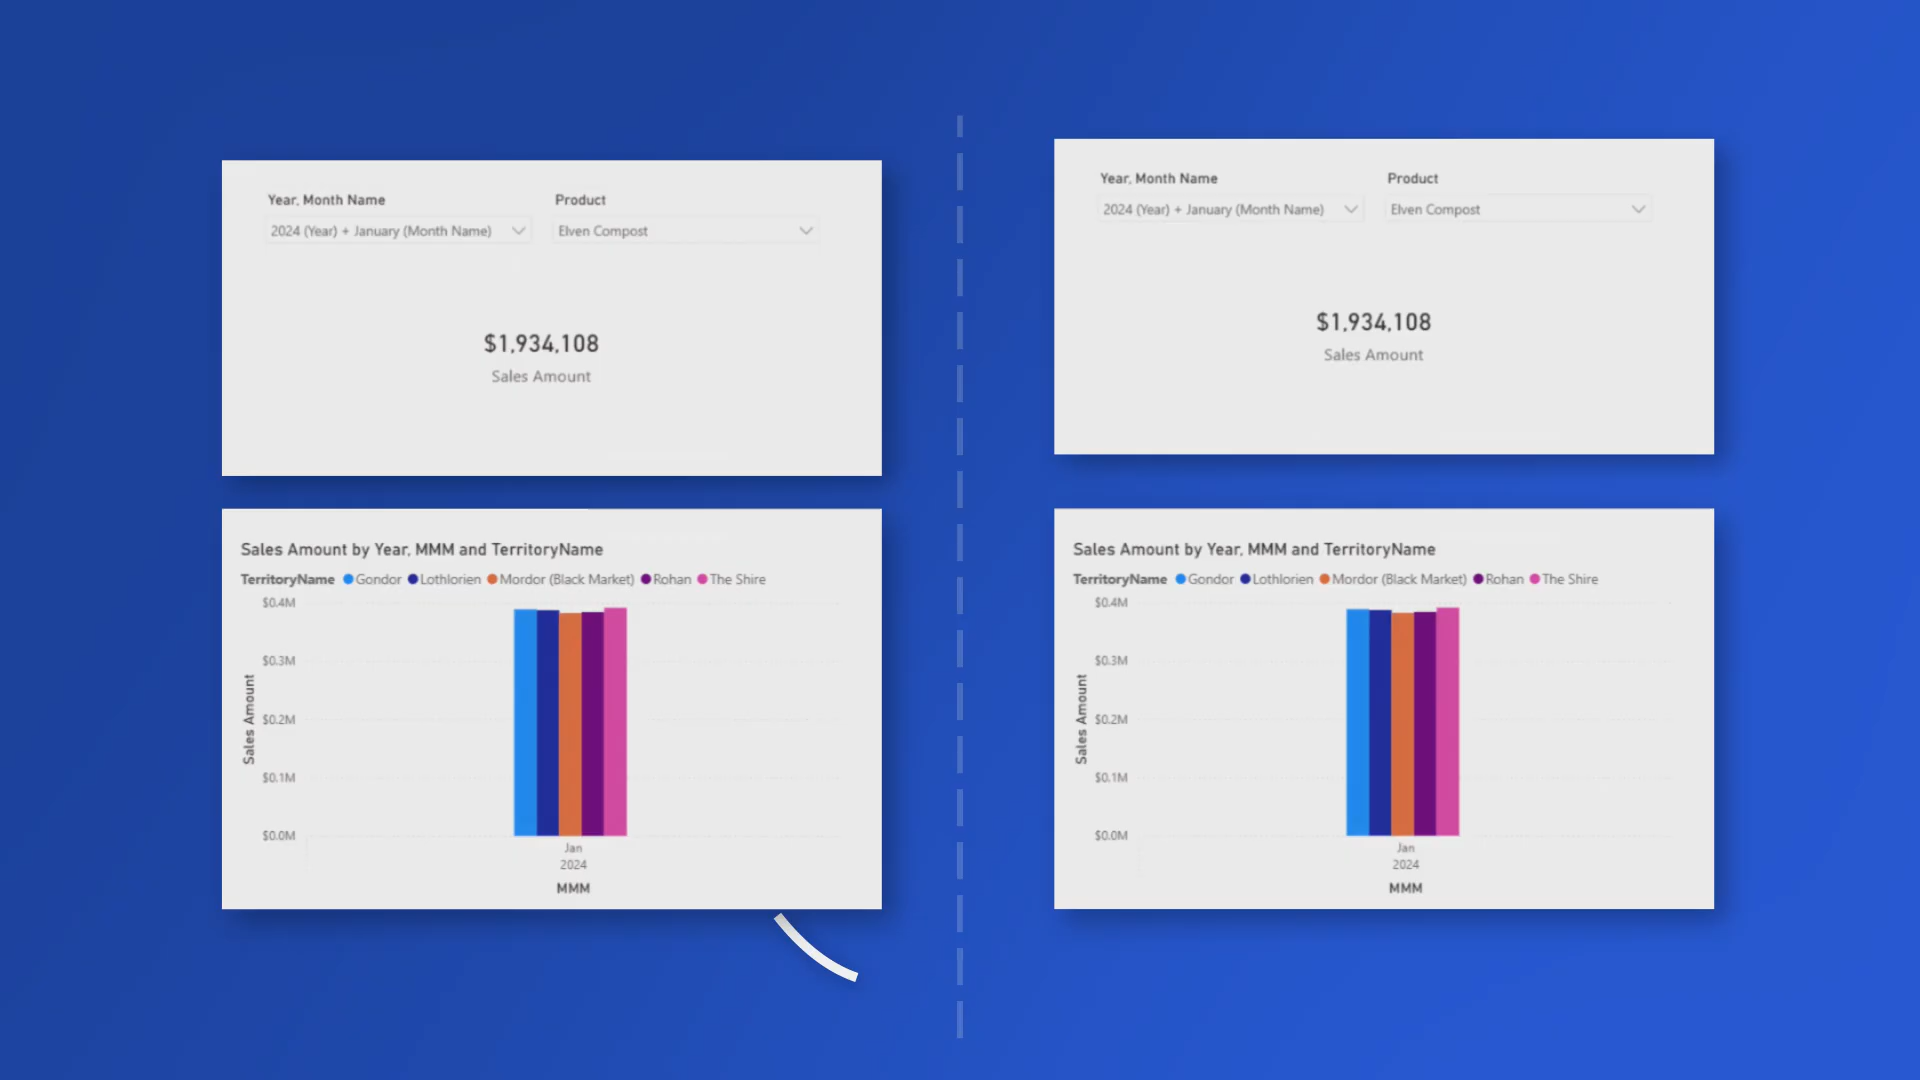 Year, Month Name Product
2024 (Year) + January (Month Name) Elven Compost
$1,934,108
Sales Amount
Sales Amount by Year, MMM and TerritoryName
TerritoryName Gondor Lothlorien Mordor (Black Market) Rohan The Shire
$0.4M
$0.3M
$0.2M
$0.1M
$0.0M
Sales Amount
Jan
2024
MMM
Year, Month Name Product
2024 (Year) + January (Month Name) Elven Compost
$1,934,108
Sales Amount
Sales Amount by Year, MMM and TerritoryName
TerritoryName Gondor Lothlorien Mordor (Black Market) Rohan The Shire
$0.4M
$0.3M
$0.2M
$0.1M
$0.0M
Sales Amount
Jan
2024
MMM